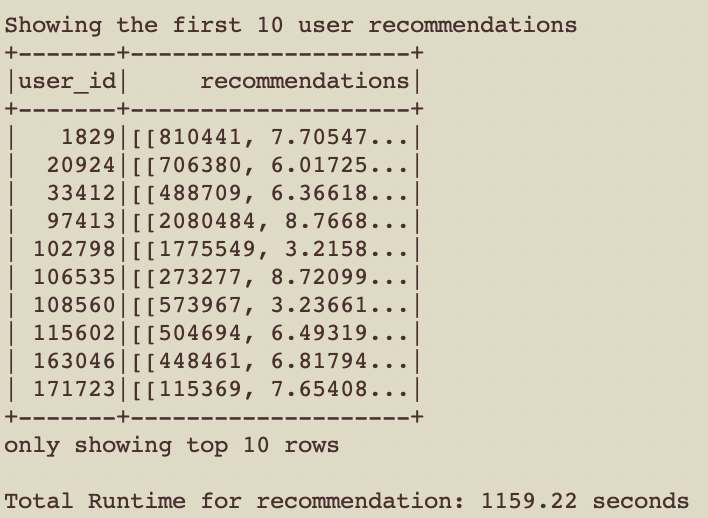 Showing the first 10 user recommendations
+-------+--------------------+
|user_id|     recommendations|
+-------+--------------------+
|   1829|[[810441, 7.70547...|
|  20924|[[706380, 6.01725...|
|  33412|[[488709, 6.36618...|
|  97413|[[2080484, 8.7668...|
| 102798|[[1775549, 3.2158...|
| 106535|[[273277, 8.72099...|
| 108560|[[573967, 3.23661...|
| 115602|[[504694, 6.49319...|
| 163046|[[448461, 6.81794...|
| 171723|[[115369, 7.65408...|
+-------+--------------------+
only showing top 10 rows
Total Runtime for recommendation: 1159.22 seconds